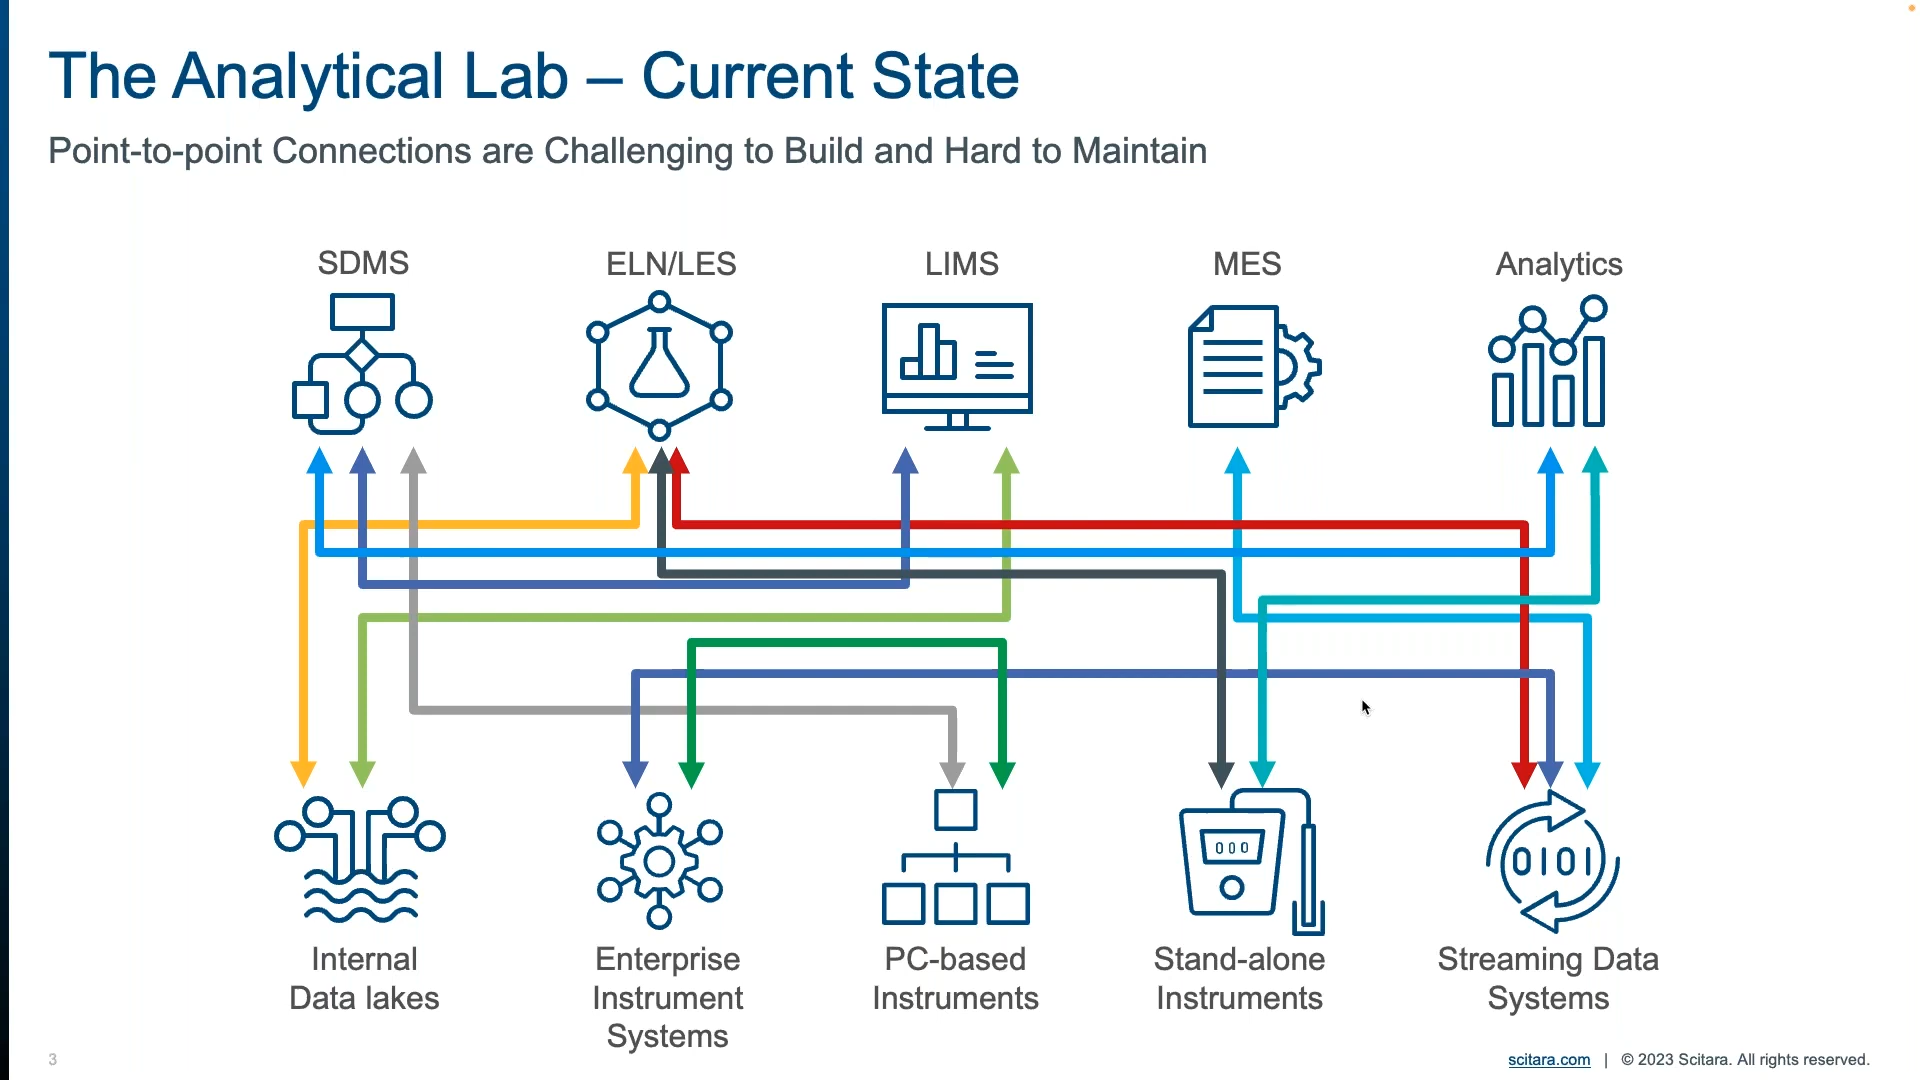 The Analytical Lab – Current State
Point-to-point Connections are Challenging to Build and Hard to Maintain
SDMS
ELN/LES
LIMS
MES
Analytics
000
0101
Internal
Data lakes
Enterprise
Instrument
Systems
PC-based
Instruments
Stand-alone
Instruments
Streaming Data
Systems
3
scitara.com | © 2023 Scitara. All rights reserved.